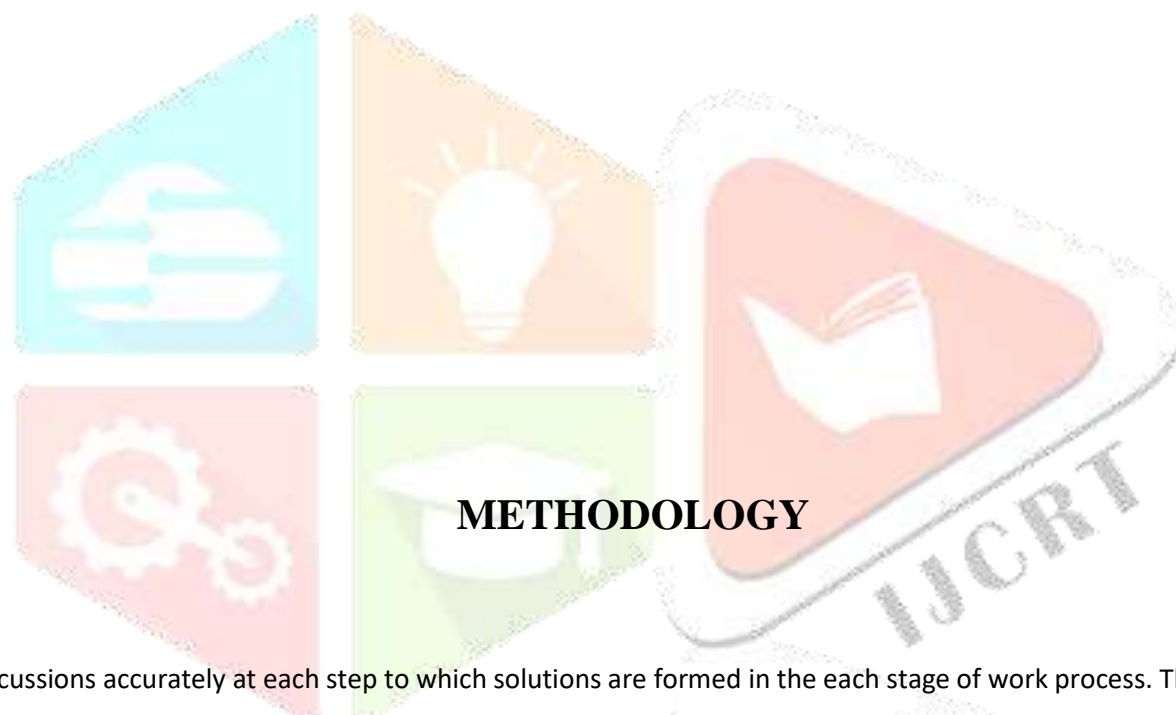 METHODOLOGY
IJCRT
cussions accurately at each step to which solutions are formed in the each stage of work process. T